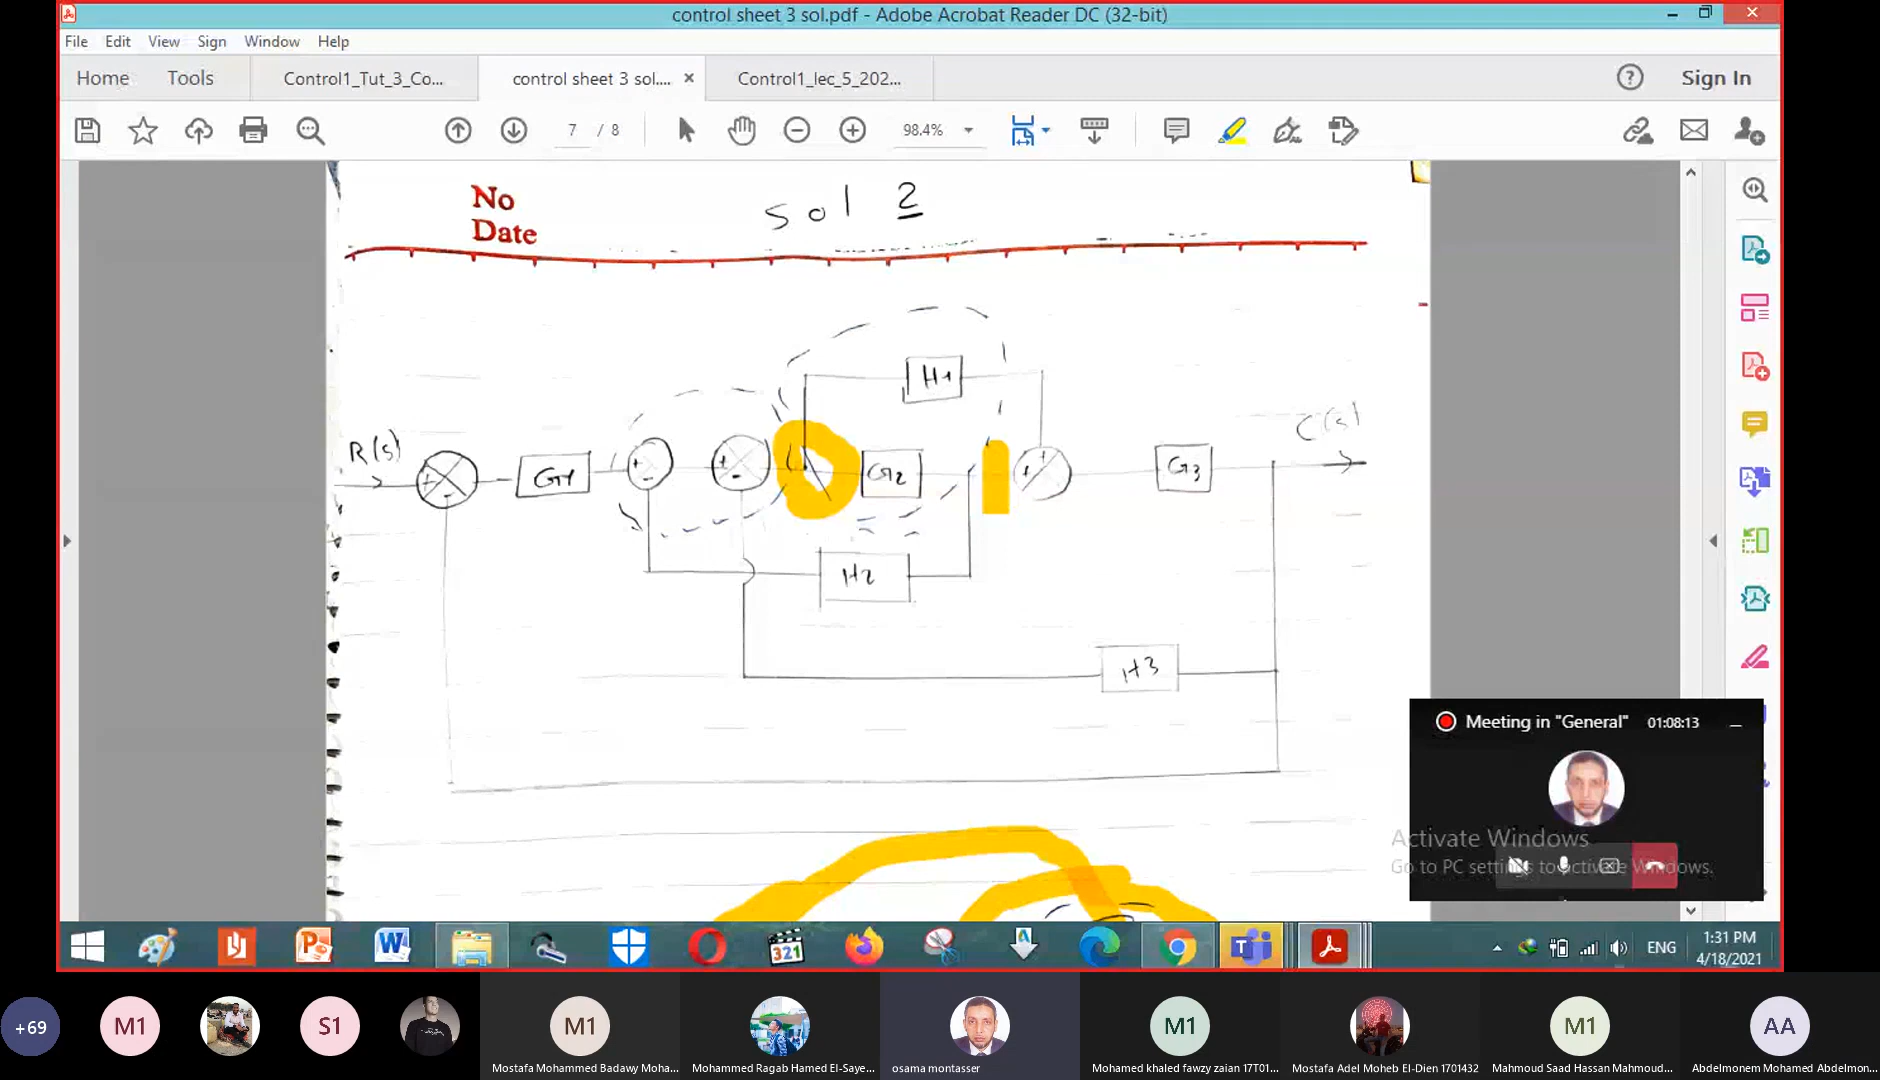 control sheet 3 sol.pdf - Adobe Acrobat Reader DC (32-bit)
File Edit View Sign Window Help
Home Tools Control1_Tut_3_Co... control sheet 3 sol.... Control1_lec_5_202... Sign In
7 / 8 98.4%
No
Date
sol 2
H1
R(s) G1 G2 G3 C(s)
H2
H3
Meeting in "General" 01:08:13
Activate Windows
Go to PC settings to activate Windows.
321
ENG
1:31 PM
4/18/2021
+69 M1 S1 M1 M1 M1 AA
Mostafa Mohammed Badawy Moha...
Mohammed Ragab Hamed El-Saye...
osama montasser
Mohamed khaled fawzy zaian 17T01...
Mostafa Adel Moheb El-Dien 1701432
Mahmoud Saad Hassan Mahmoud...
Abdelmonem Mohamed Abdelmon...